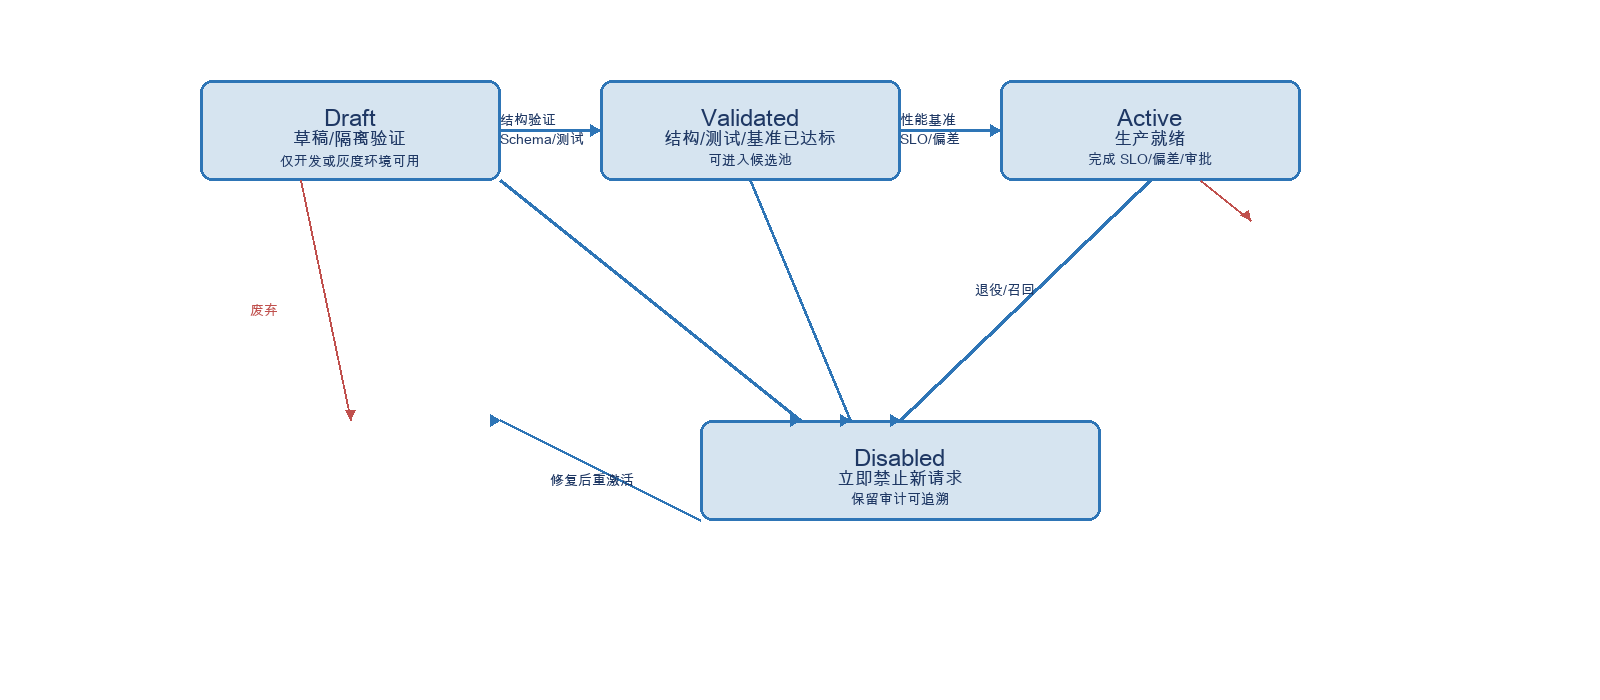 Draft
草稿/隔离验证
仅开发或灰度环境可用
结构验证
Schema/测试
Validated
结构/测试/基准已达标
可进入候选池
性能基准
SLO/偏差
Active
生产就绪
完成 SLO/偏差/审批
退役/召回
废弃
修复后重激活
Disabled
立即禁止新请求
保留审计可追溯